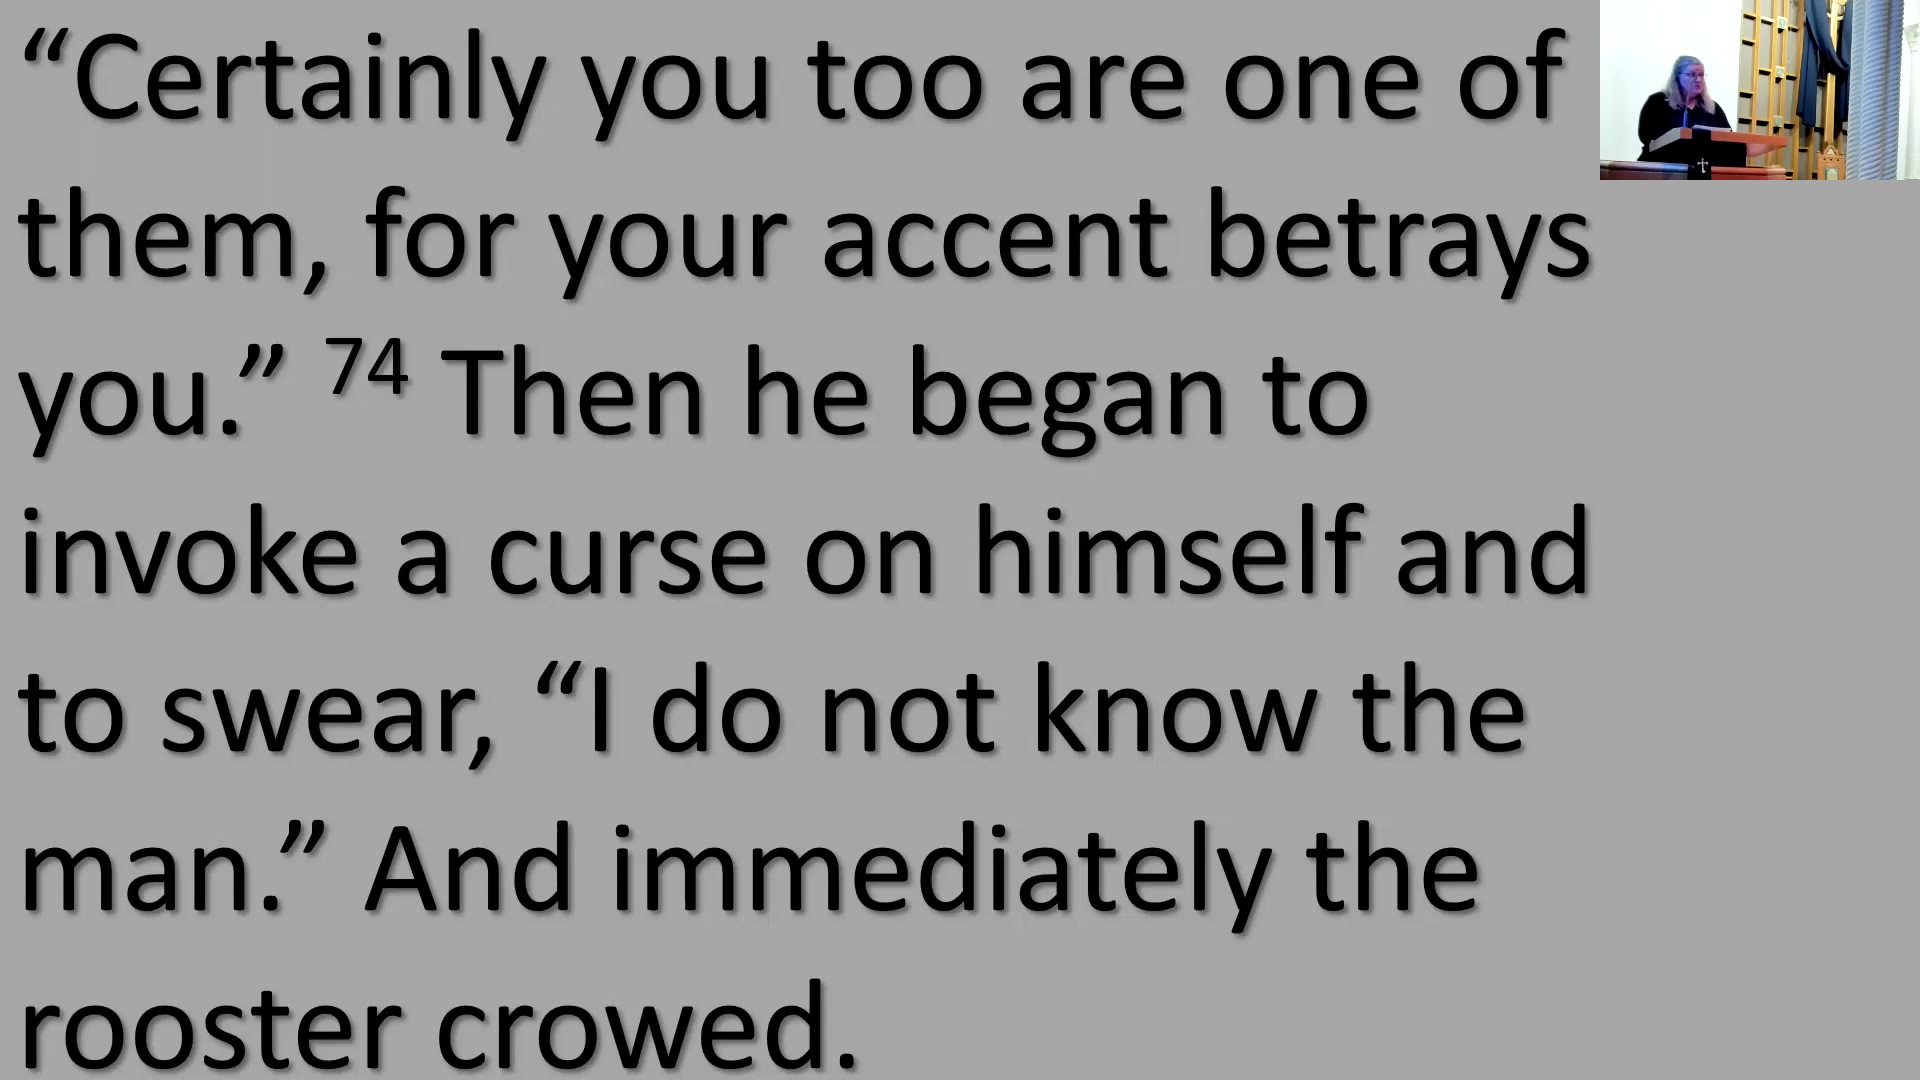 “Certainly you too are one of
them, for your accent betrays
you.” 74 Then he began to
invoke a curse on himself and
to swear, “I do not know the
man.” And immediately the
rooster crowed.